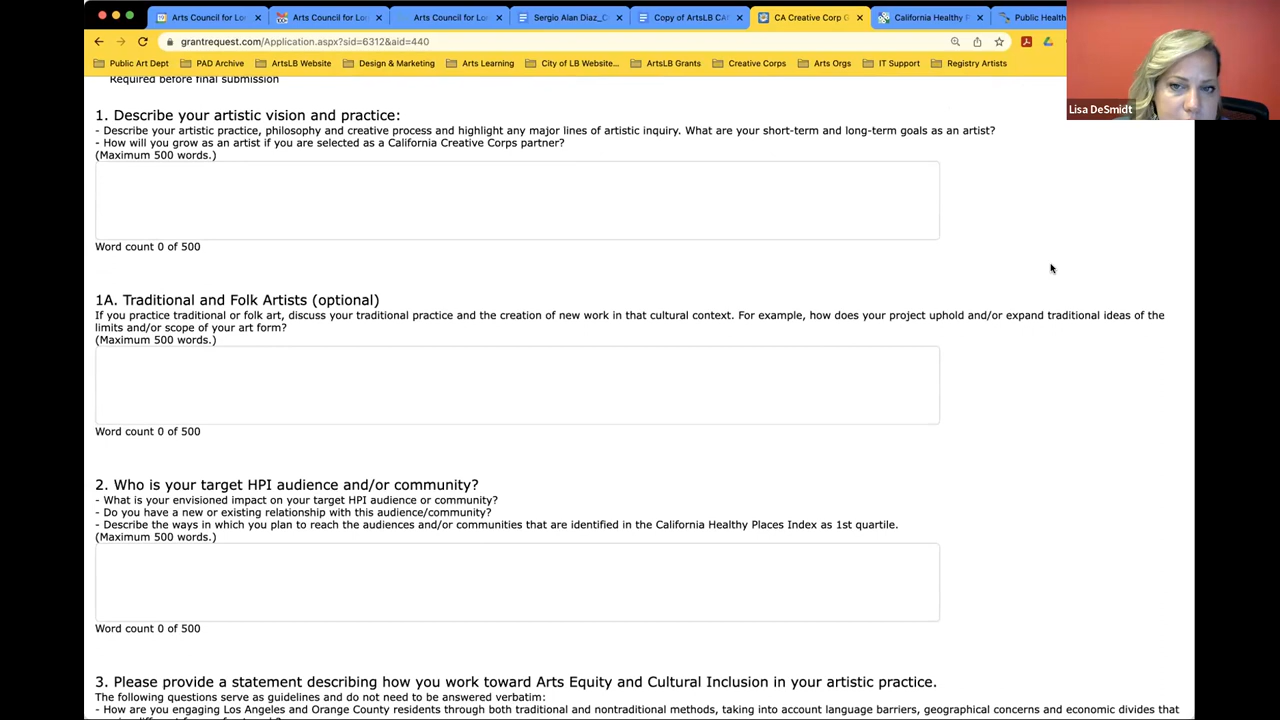 Arts Council for Lon
Arts Council for Lon
Arts Council for Lon
Sergio Alan Diaz_C
Copy of ArtsLB CA
CA Creative Corp G
California Healthy P
Public Health
grantrequest.com/Application.aspx?sid=6312&aid=440
Public Art Dept
PAD Archive
ArtsLB Website
Design & Marketing
Arts Learning
City of LB Website...
ArtsLB Grants
Creative Corps
Arts Orgs
IT Support
Registry Artists
Lisa DeSmidt
Required before final submission
1. Describe your artistic vision and practice:
- Describe your artistic practice, philosophy and creative process and highlight any major lines of artistic inquiry. What are your short-term and long-term goals as an artist?
- How will you grow as an artist if you are selected as a California Creative Corps partner?
(Maximum 500 words.)
Word count 0 of 500
1A. Traditional and Folk Artists (optional)
If you practice traditional or folk art, discuss your traditional practice and the creation of new work in that cultural context. For example, how does your project uphold and/or expand traditional ideas of the
limits and/or scope of your art form?
(Maximum 500 words.)
Word count 0 of 500
2. Who is your target HPI audience and/or community?
- What is your envisioned impact on your target HPI audience or community?
- Do you have a new or existing relationship with this audience/community?
- Describe the ways in which you plan to reach the audiences and/or communities that are identified in the California Healthy Places Index as 1st quartile.
(Maximum 500 words.)
Word count 0 of 500
3. Please provide a statement describing how you work toward Arts Equity and Cultural Inclusion in your artistic practice.
The following questions serve as guidelines and do not need to be answered verbatim:
- How are you engaging Los Angeles and Orange County residents through both traditional and nontraditional methods, taking into account language barriers, geographical concerns and economic divides that